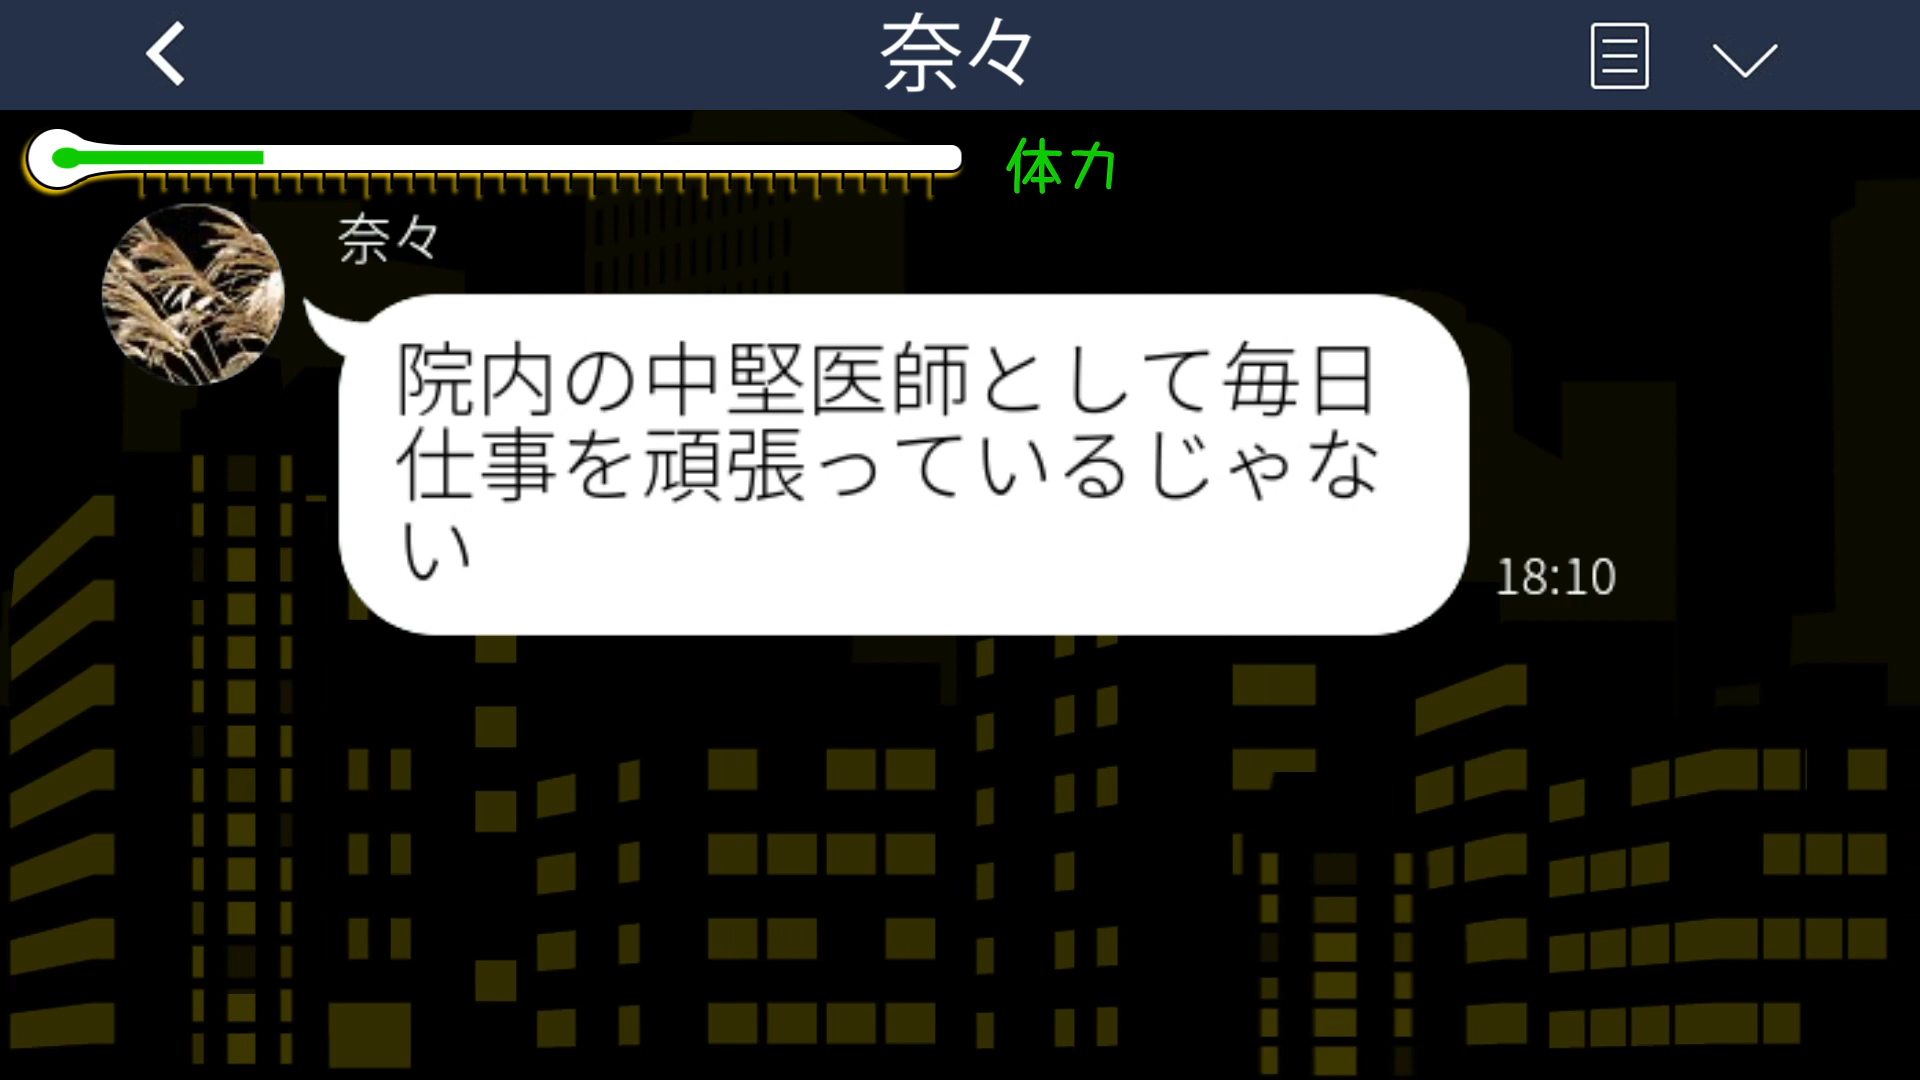 奈々
体力
奈々
院内の中堅医師として毎日
仕事を頑張っているじゃな
い
18:10